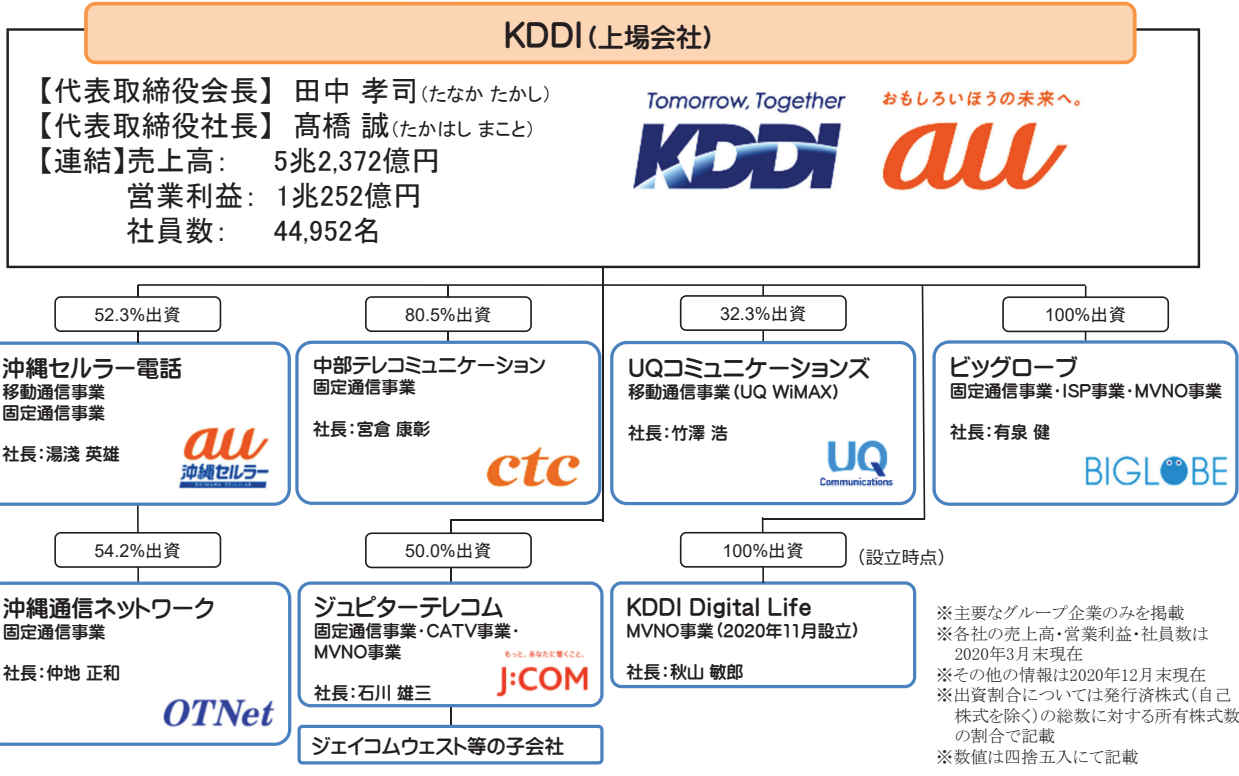 KDDI(上場会社)
【代表取締役会長】 田中 孝司(たなか たかし)
【代表取締役社長】 髙橋 誠(たかはし まこと)
【連結】売上高: 5兆2,372億円
営業利益: 1兆252億円
社員数: 44,952名
Tomorrow, Together
KDDI
おもしろいほうの未来へ。
au
52.3%出資
80.5%出資
32.3%出資
100%出資
沖縄セルラー電話
移動通信事業
固定通信事業
社長:湯淺 英雄
au
沖縄セルラー
OKINAWA CELLULAR
中部テレコミュニケーション
固定通信事業
社長:宮倉 康彰
ctc
UQコミュニケーションズ
移動通信事業(UQ WiMAX)
社長:竹澤 浩
UQ
Communications
ビッグローブ
固定通信事業・ISP事業・MVNO事業
社長:有泉 健
BIGLOBE
54.2%出資
50.0%出資
100%出資
(設立時点)
沖縄通信ネットワーク
固定通信事業
社長:仲地 正和
OTNet
ジュピターテレコム
固定通信事業・CATV事業・
MVNO事業
社長:石川 雄三
もっと、あなたに響くこと。
J:COM
ジェイコムウェスト等の子会社
KDDI Digital Life
MVNO事業(2020年11月設立)
社長:秋山 敏郎
※主要なグループ企業のみを掲載
※各社の売上高・営業利益・社員数は
2020年3月末現在
※その他の情報は2020年12月末現在
※出資割合については発行済株式(自己
株式を除く)の総数に対する所有株式数
の割合で記載
※数値は四捨五入にて記載